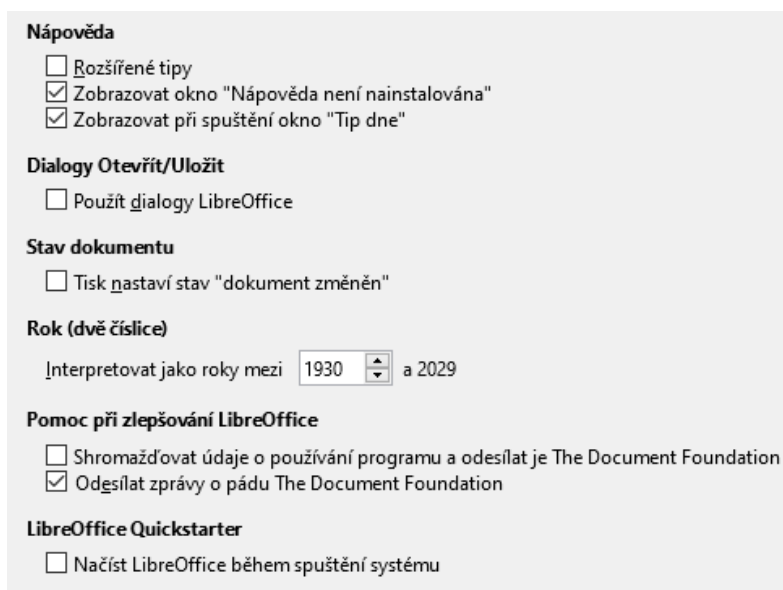 Nápověda
Rozšířené tipy
Zobrazovat okno "Nápověda není nainstalována"
Zobrazovat při spuštění okno "Tip dne"
Dialogy Otevřít/Uložit
Použít dialogy LibreOffice
Stav dokumentu
Tisk nastaví stav "dokument změněn"
Rok (dvě číslice)
Interpretovat jako roky mezi 1930 a 2029
Pomoc při zlepšování LibreOffice
Shromažďovat údaje o používání programu a odesílat je The Document Foundation
Odesílat zprávy o pádu The Document Foundation
LibreOffice Quickstarter
Načíst LibreOffice během spuštění systému